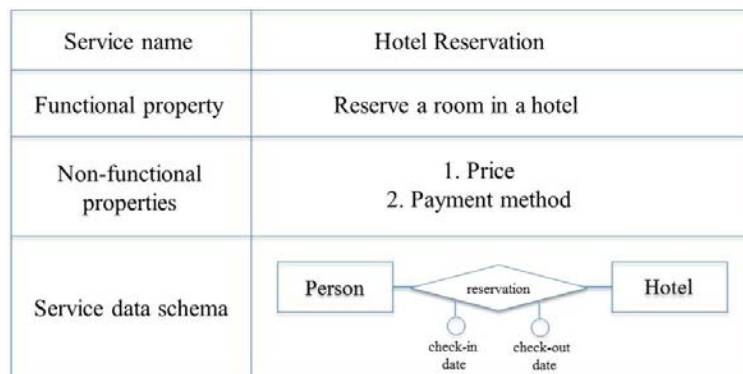 Service name
Hotel Reservation
Functional property
Reserve a room in a hotel
Non-functional
properties
1. Price
2. Payment method
Service data schema
Person
reservation
Hotel
check-in
date
check-out
date